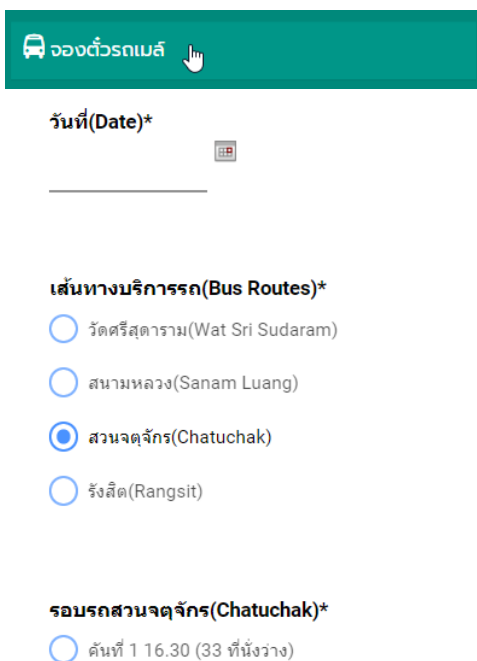 จองตั๋วรถเมล์
วันที่(Date)*
เส้นทางบริการรถ(Bus Routes)*
วัดศรีสุดาราม(Wat Sri Sudaram)
สนามหลวง(Sanam Luang)
สวนจตุจักร(Chatuchak)
รังสิต(Rangsit)
รอบรถสวนจตุจักร(Chatuchak)*
คันที่ 1 16.30 (33 ที่นั่งว่าง)